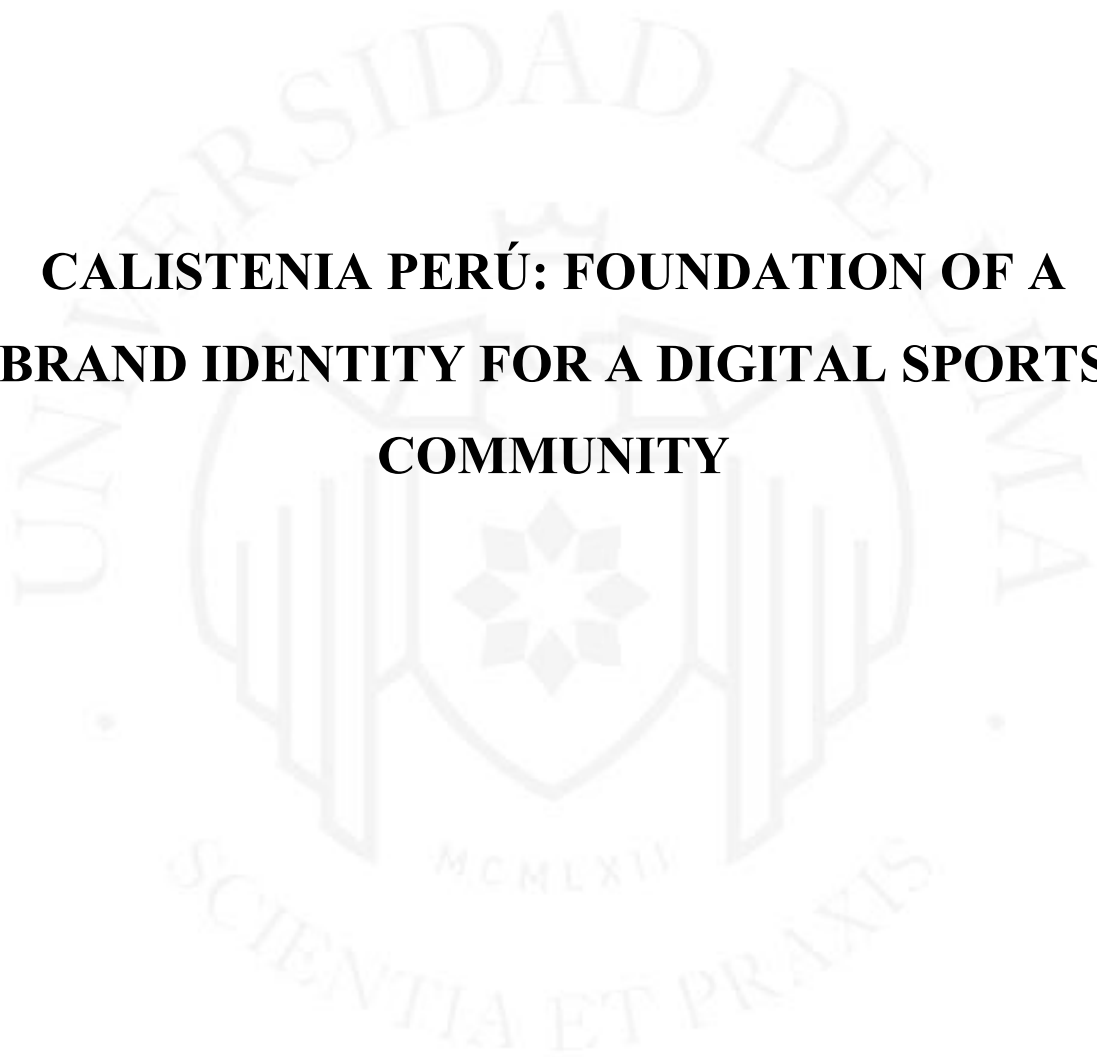 UNIVERSIDAD DE LIMA
CALISTENIA PERÚ: FOUNDATION OF A
BRAND IDENTITY FOR A DIGITAL SPORTS
COMMUNITY
MCMLXII
SCIENTIA ET PRAXIS